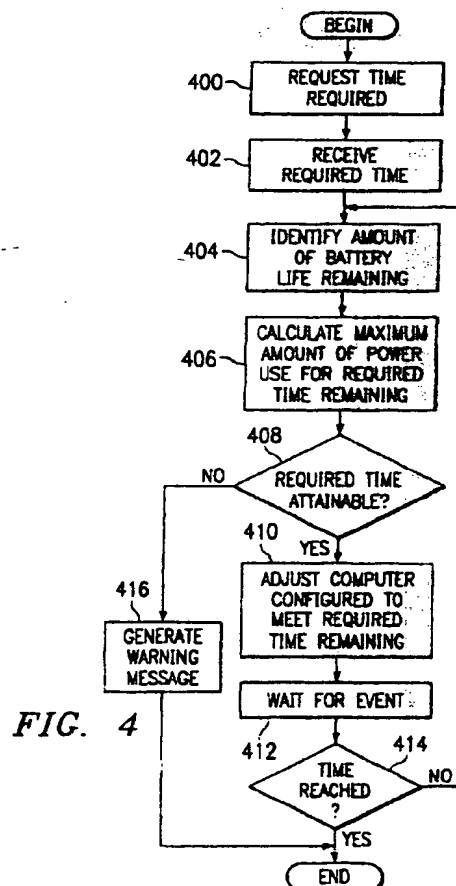 BEGIN
400
REQUEST TIME
REQUIRED
402
RECEIVE
REQUIRED TIME
404
IDENTIFY AMOUNT
OF BATTERY
LIFE REMAINING
406
CALCULATE MAXIMUM
AMOUNT OF POWER
USE FOR REQUIRED
TIME REMAINING
408
NO
REQUIRED TIME
ATTAINABLE?
410
YES
ADJUST COMPUTER
CONFIGURED TO
MEET REQUIRED
TIME REMAINING
416
GENERATE
WARNING
MESSAGE
WAIT FOR EVENT
412
FIG. 4
414
TIME
REACHED
?
NO
YES
END